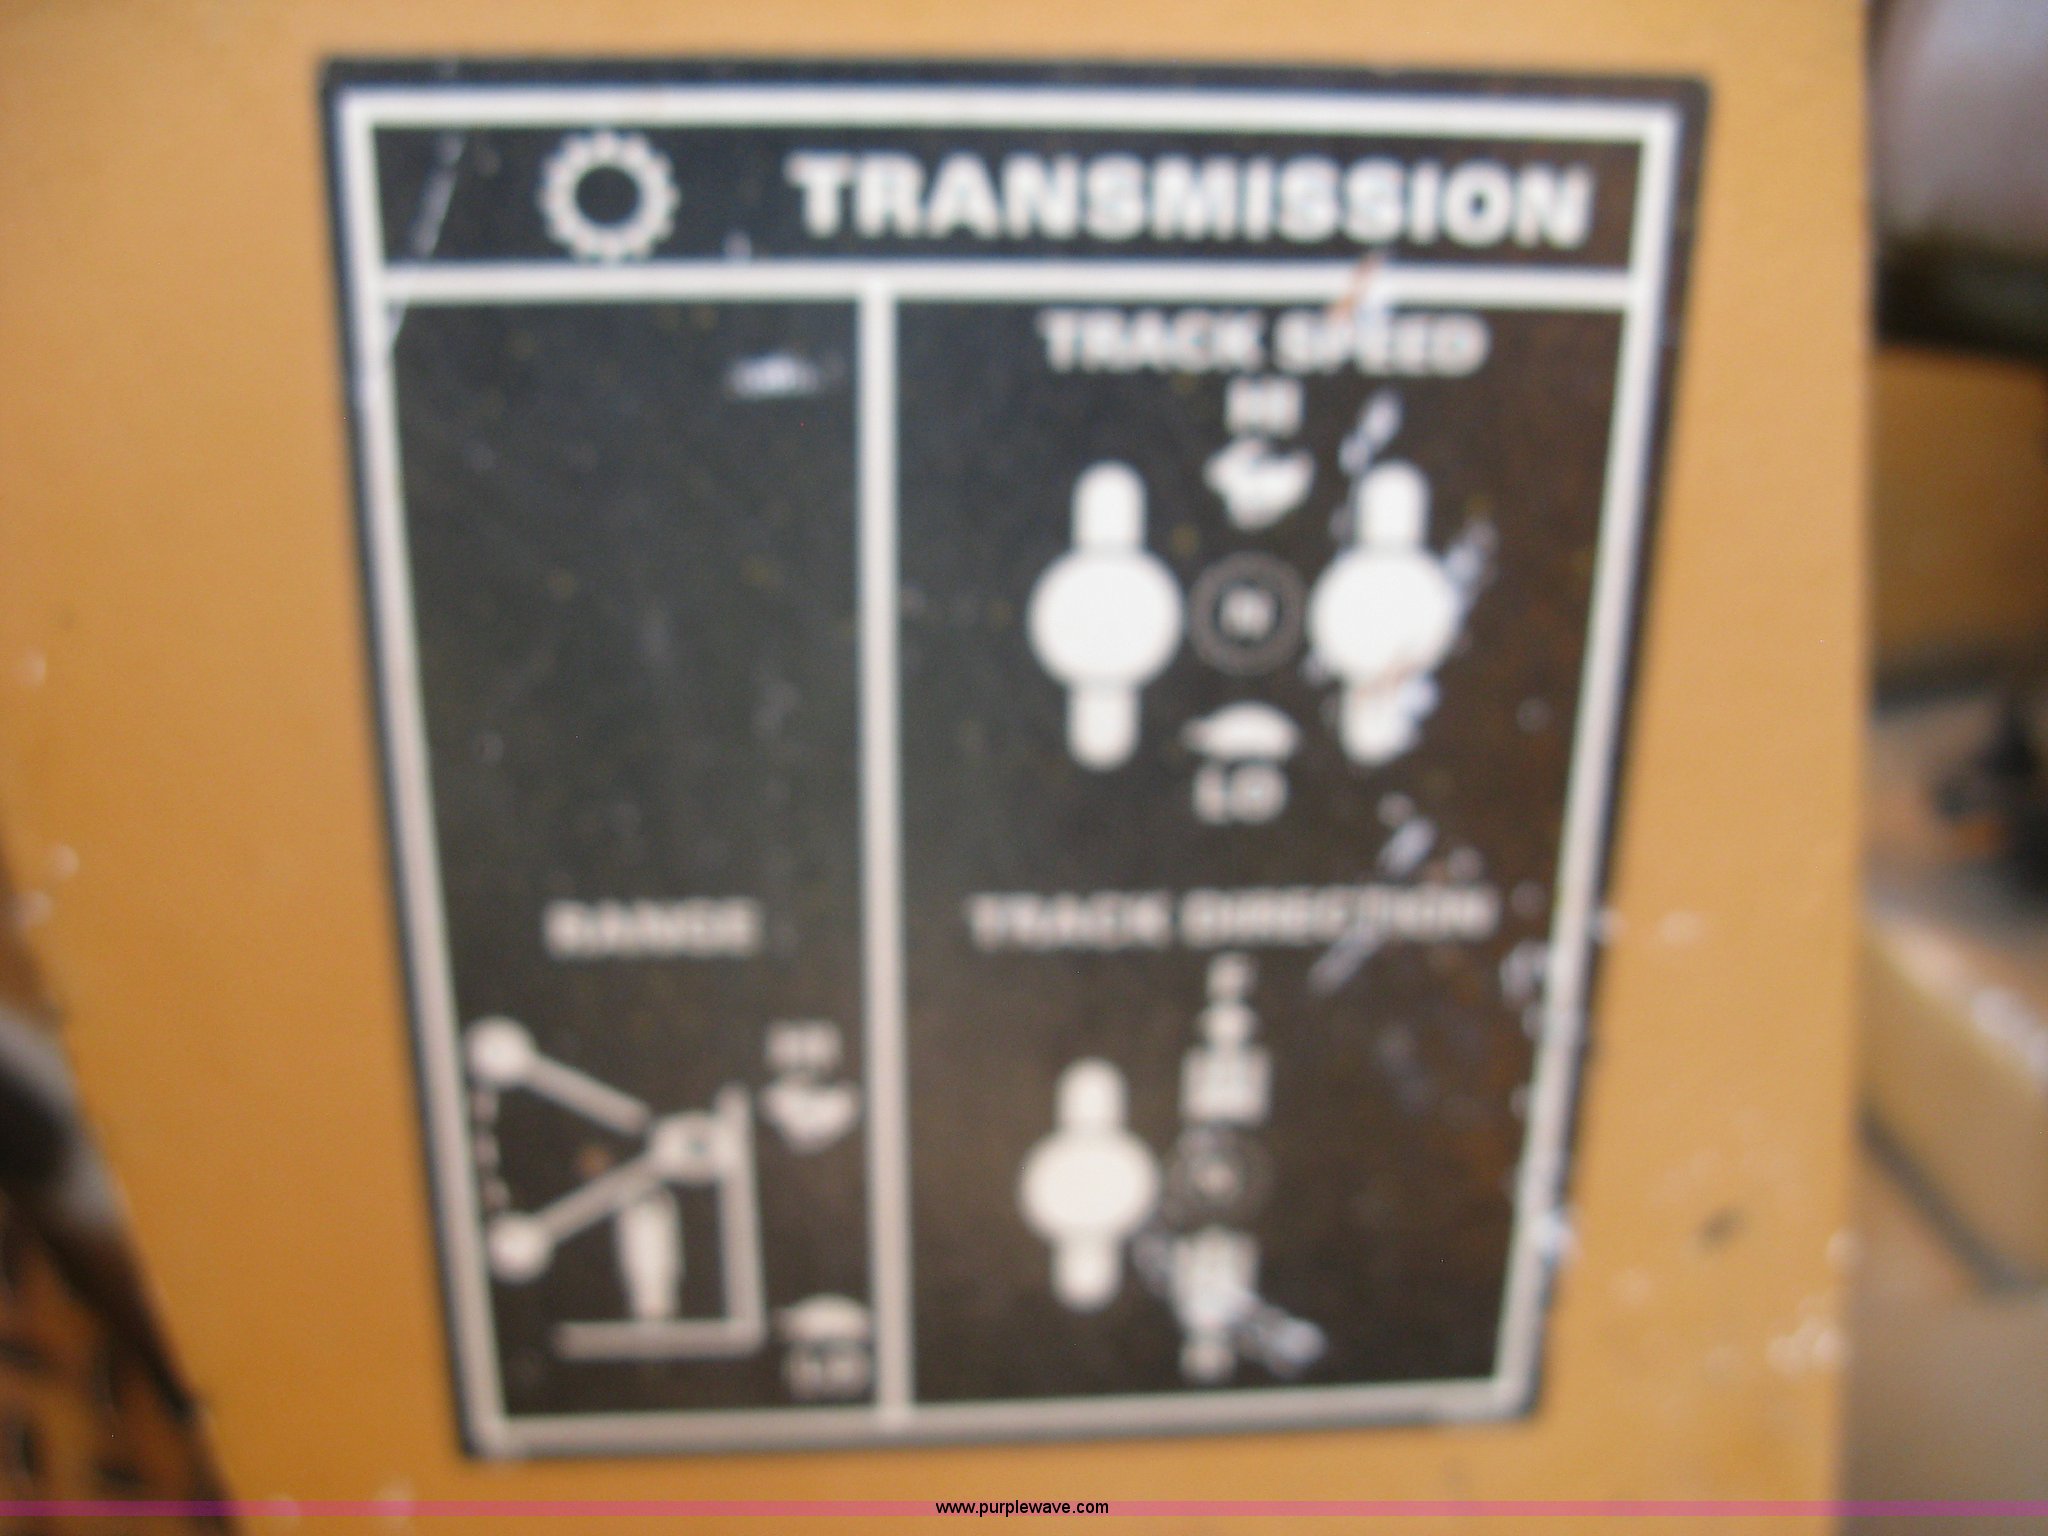 TRANSMISSION
TRACK SPEED
HI
N
LO
RANGE
HI
LO
TRACK DIRECTION
F
N
www.purplewave.com